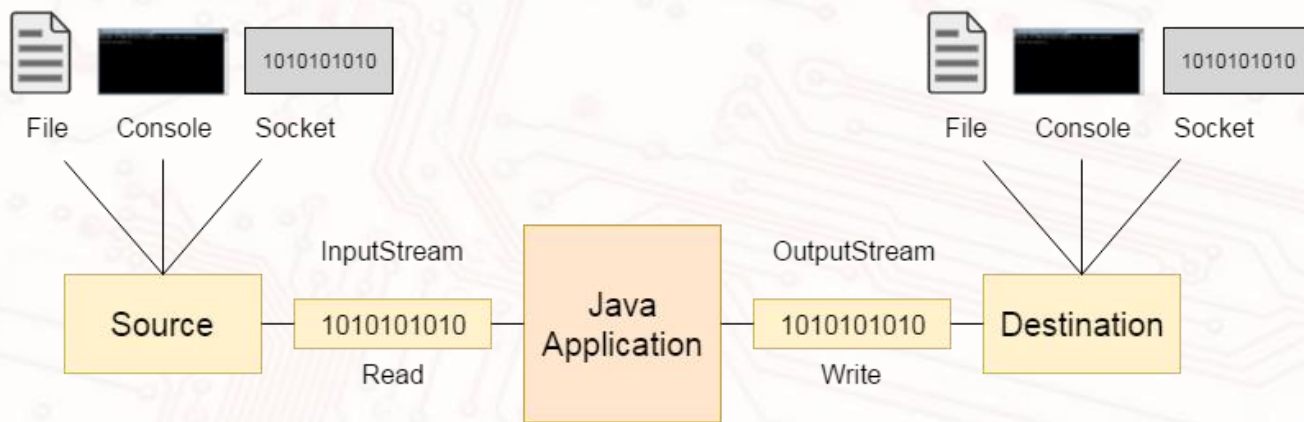 1010101010
File Console Socket
1010101010
File Console Socket
InputStream
OutputStream
Source
1010101010
Java
Application
1010101010
Destination
Read
Write